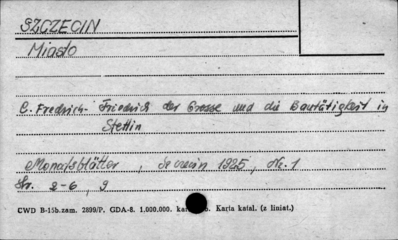 SZCZECIN
Miasto
C. Fredrich. Friedrich der Grosse und die Bautätigkeit in
Stettin
Monatsblätter, 1925, Nr. 1
Str. 2-6, 9
CWD B-15b.zam. 2899/P. GDA-8. 1,000.000. Karta katal. (z liniat.)